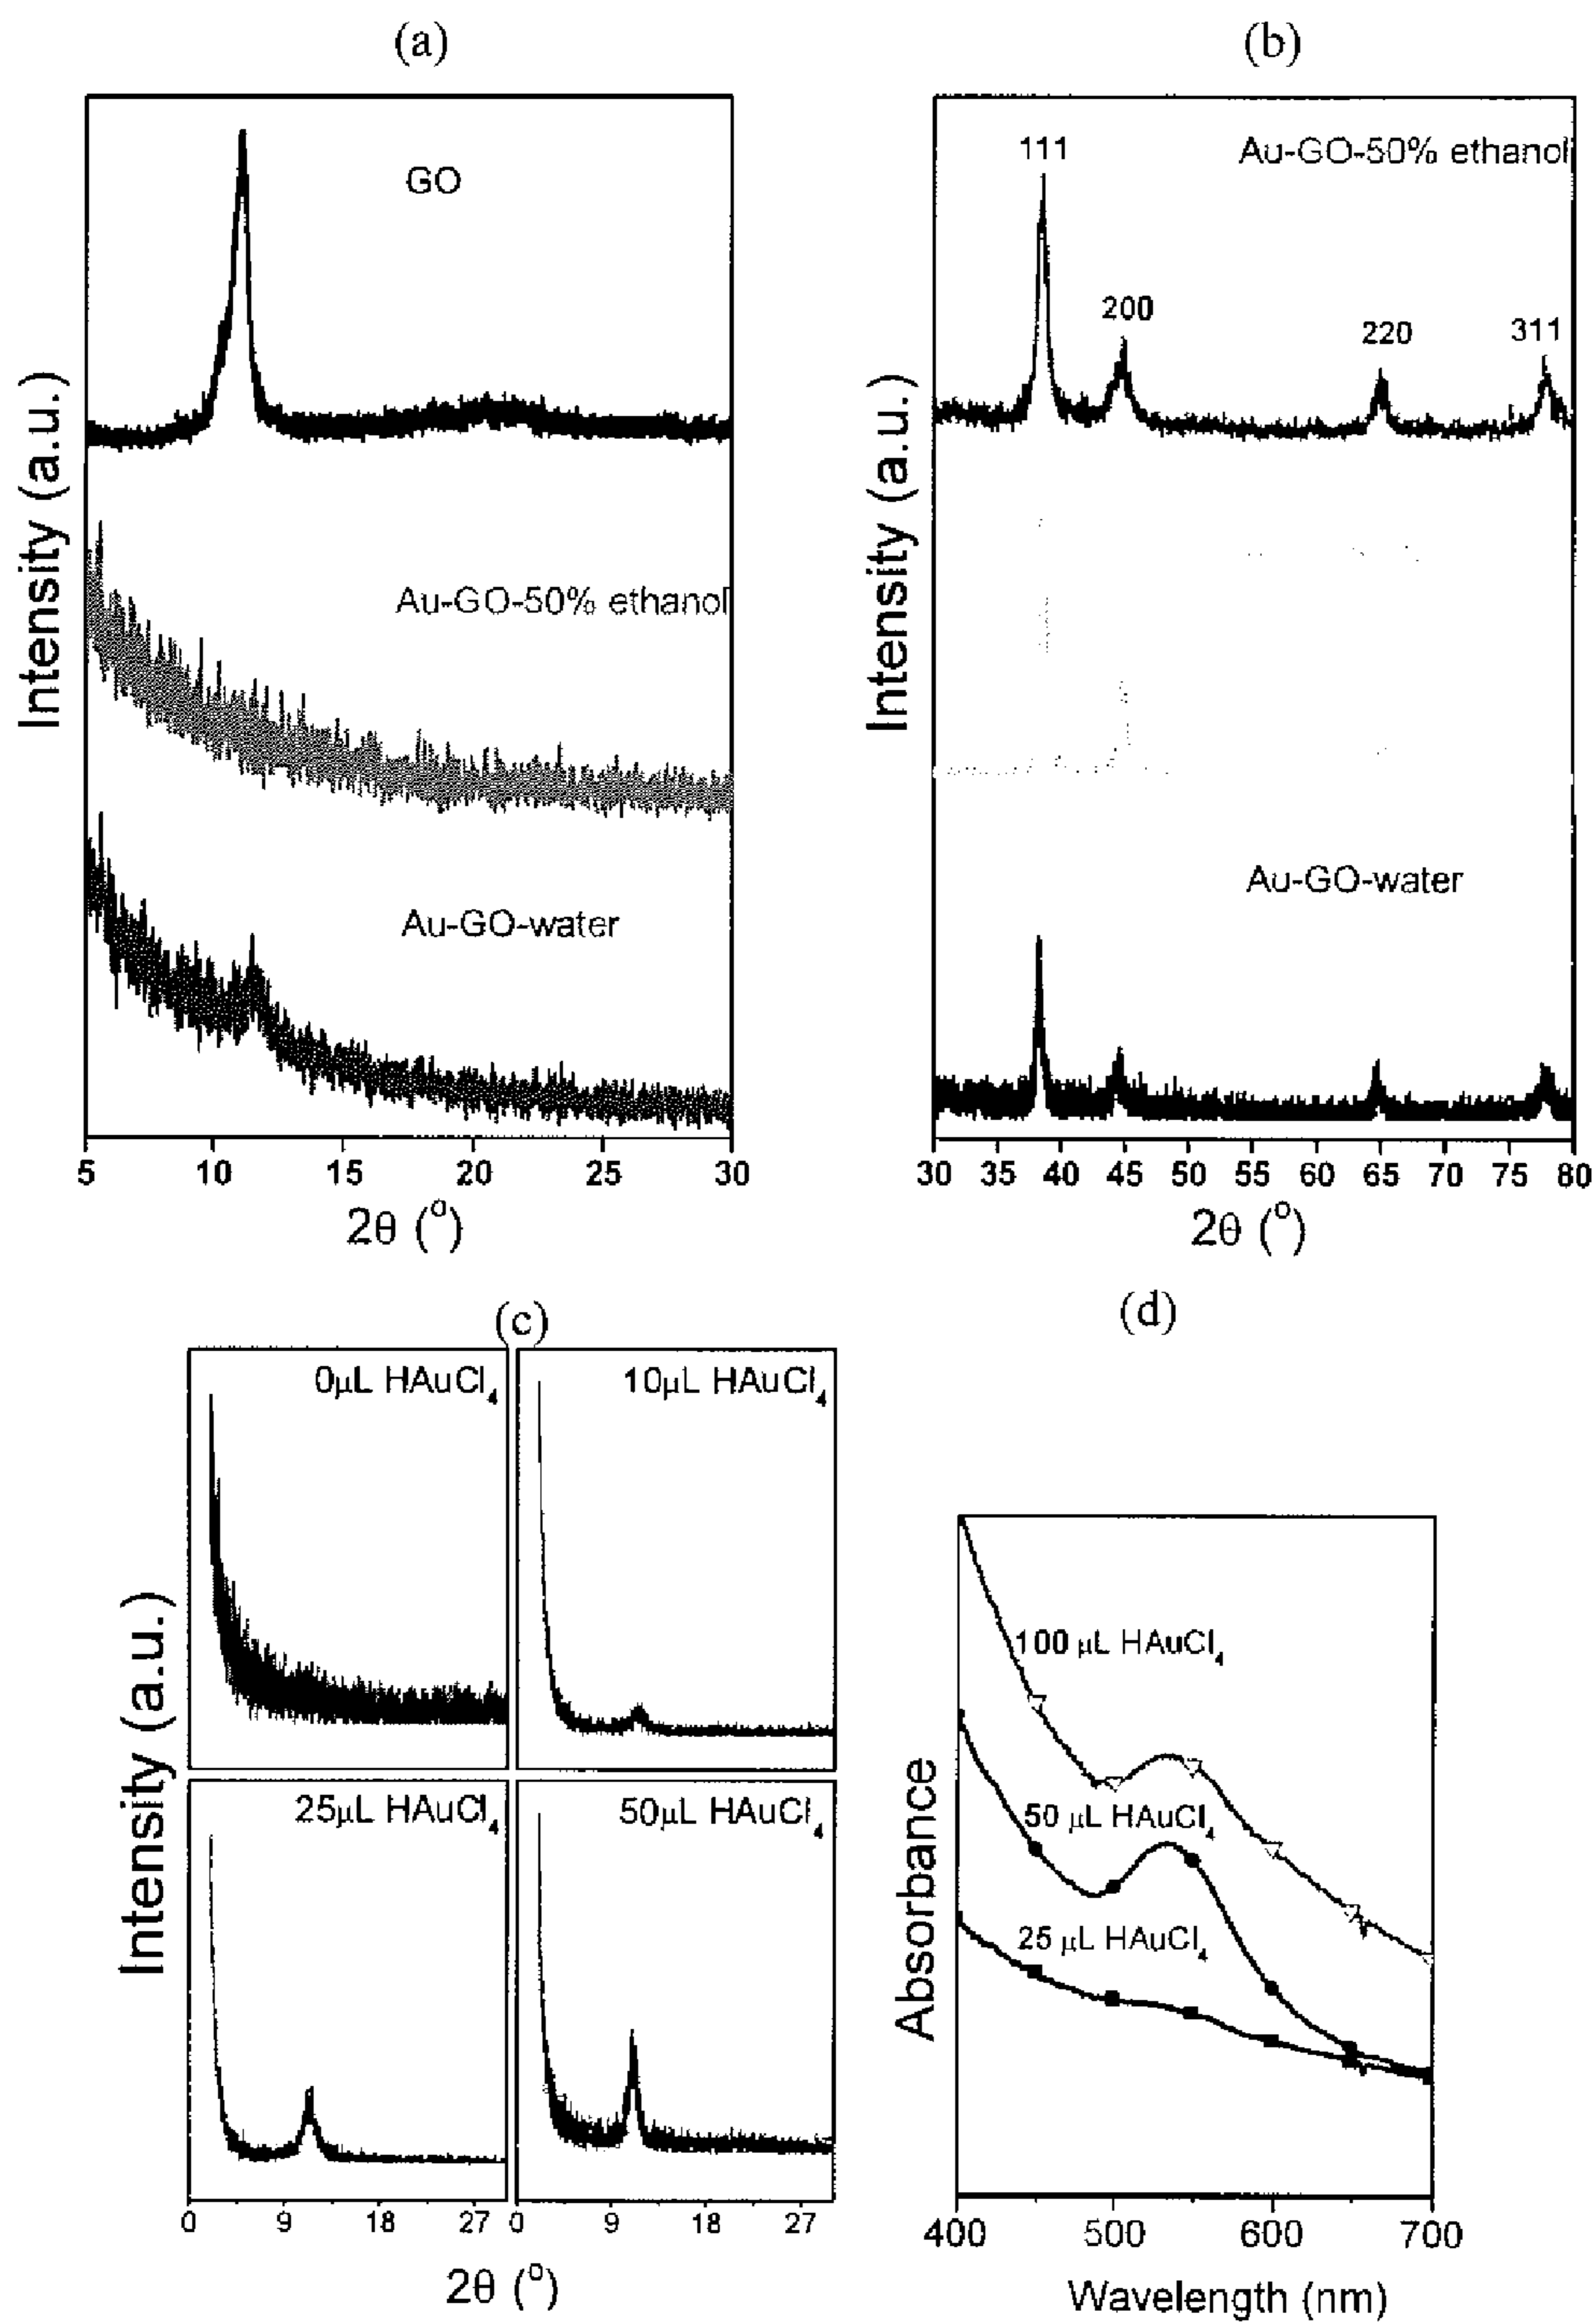 (a)
GO
Au-GO-50% ethanol
Au-GO-water
Intensity (a.u.)
5 10 15 20 25 30
2θ (°)
(b)
Au-GO-50% ethanol
111
200
220
311
Au-GO-water
Intensity (a.u.)
30 35 40 45 50 55 60 65 70 75 80
2θ (°)
(c)
0μL HAuCl₄
10μL HAuCl₄
25μL HAuCl₄
50μL HAuCl₄
Intensity (a.u.)
0 9 18 27 0 9 18 27
2θ (°)
(d)
100 μL HAuCl₄
50 μL HAuCl₄
25 μL HAuCl₄
Absorbance
400 500 600 700
Wavelength (nm)